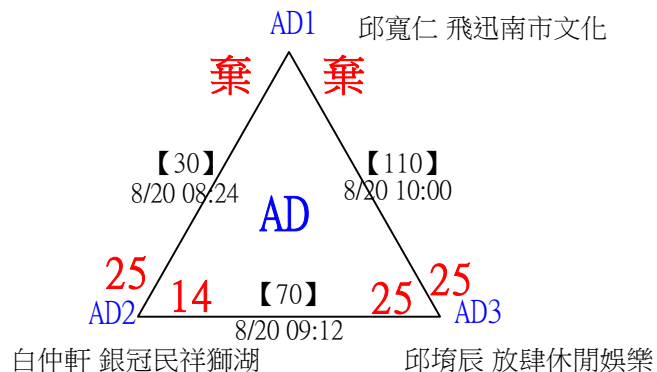 AD1
邱寬仁 飛迅南市文化
棄 棄
【30】
8/20 08:24
【110】
8/20 10:00
AD
25
14
【70】
25
25
AD2
8/20 09:12
AD3
白仲軒 銀冠民祥獅湖
邱堉辰 放肆休閒娛樂